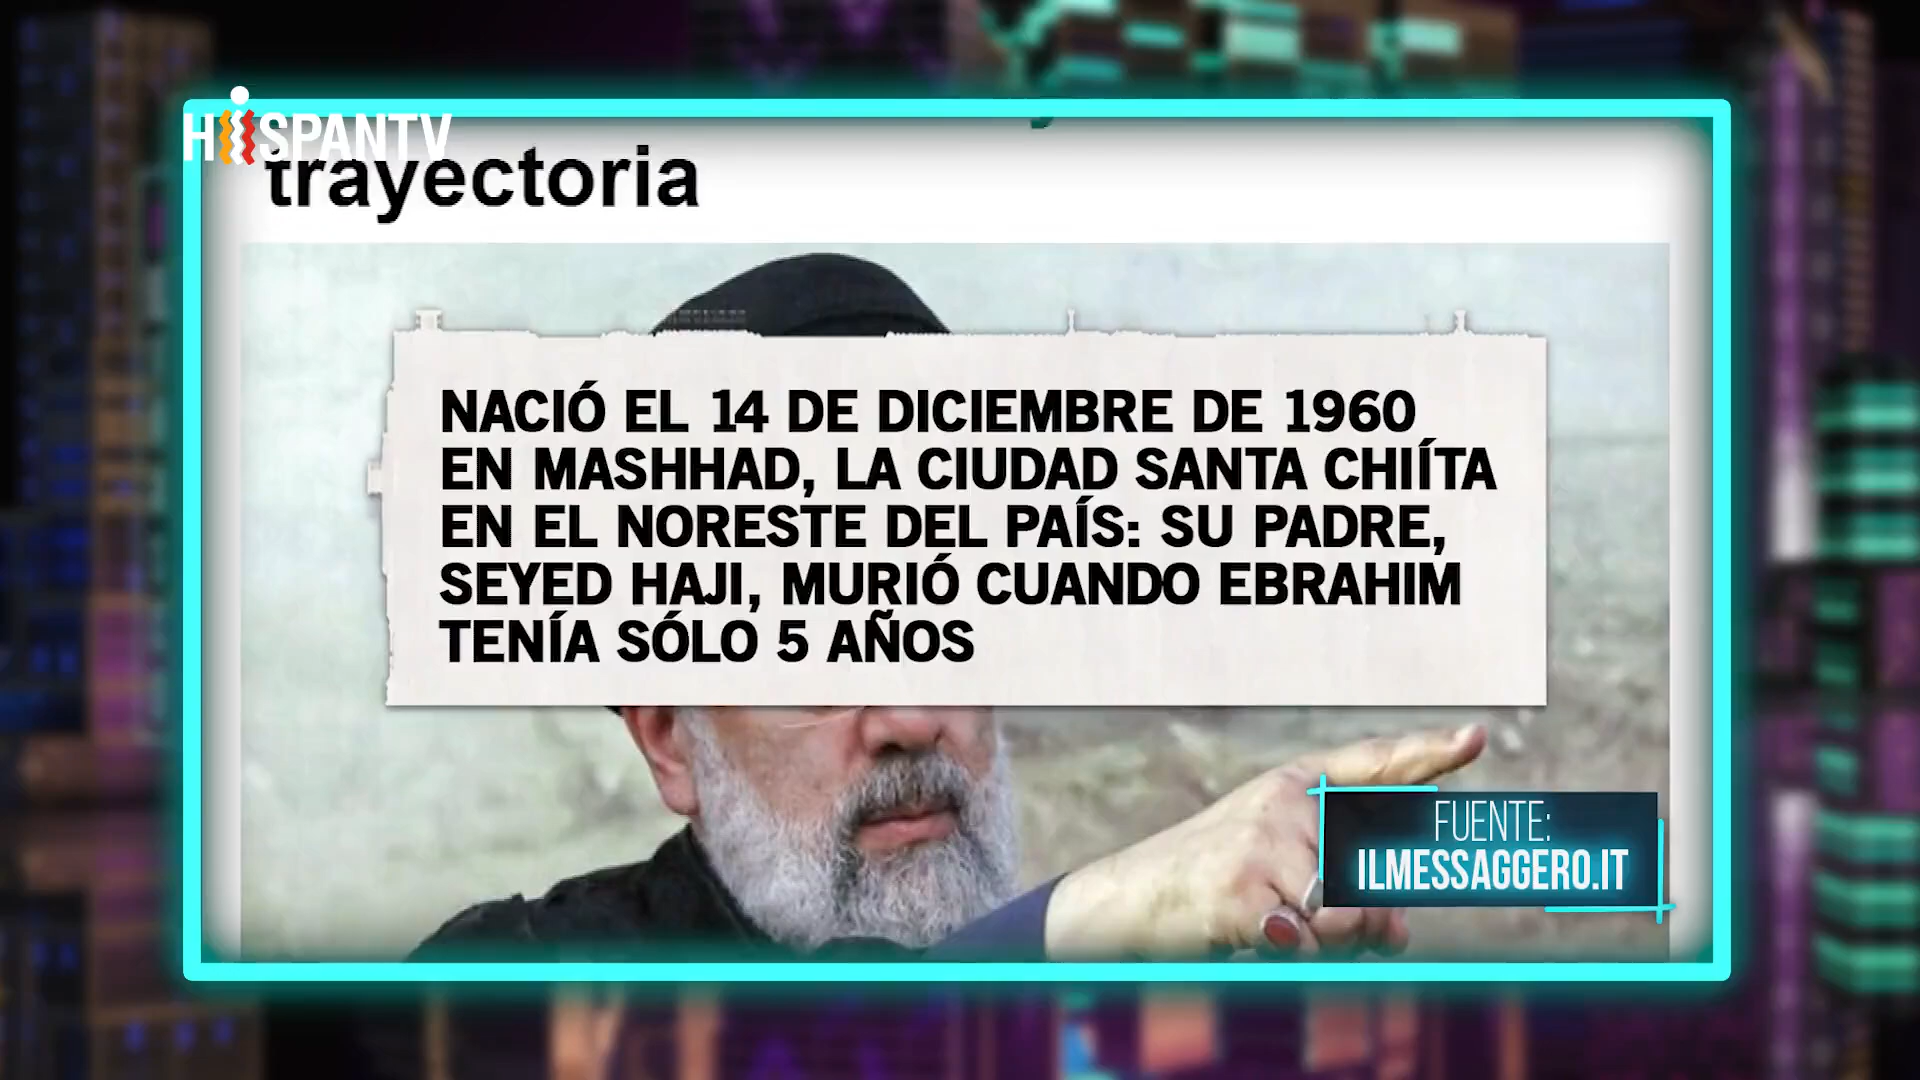 HISPANTV
trayectoria
NACIÓ EL 14 DE DICIEMBRE DE 1960
EN MASHHAD, LA CIUDAD SANTA CHIÍTA
EN EL NORESTE DEL PAÍS: SU PADRE,
SEYED HAJI, MURIÓ CUANDO EBRAHIM
TENÍA SÓLO 5 AÑOS
FUENTE:
ILMESSAGGERO.IT